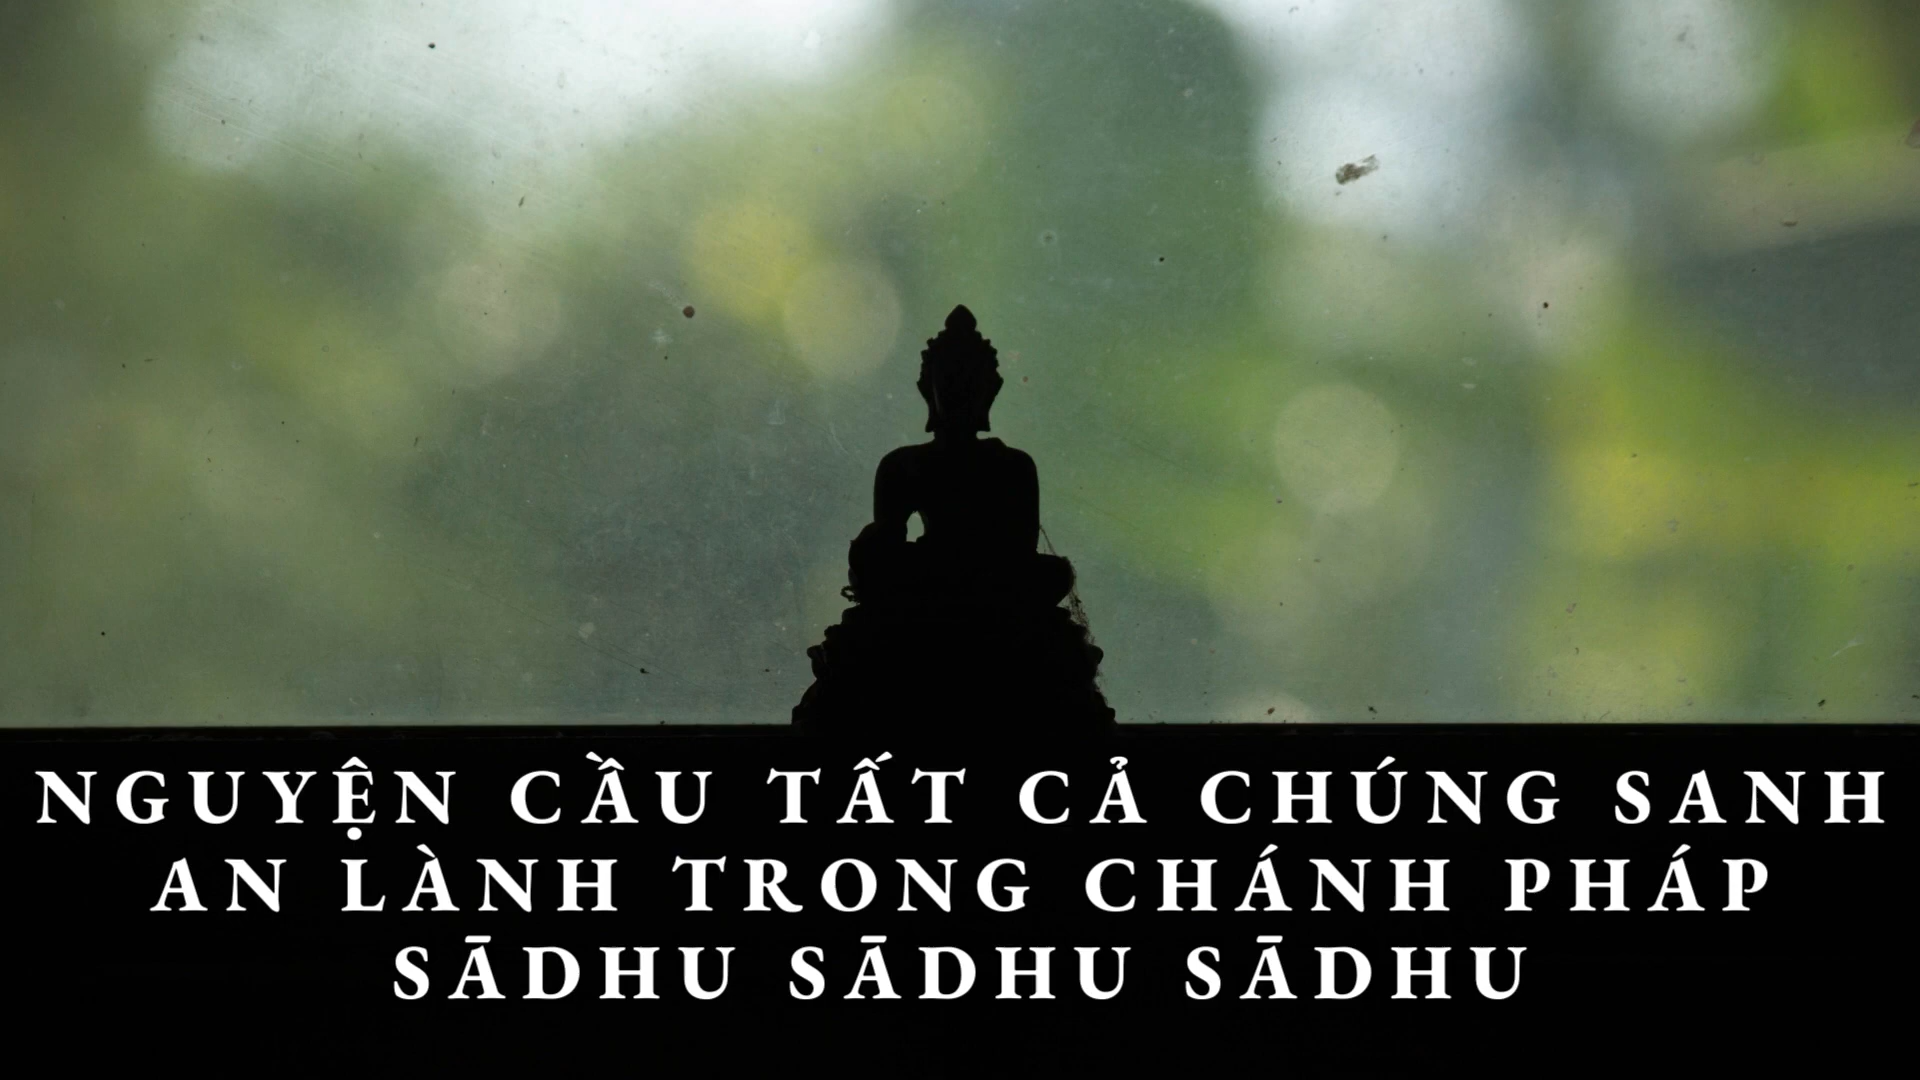 NGUYỆN CẦU TẤT CẢ CHÚNG SANH
AN LÀNH TRONG CHÁNH PHÁP
SĀDHU SĀDHU SĀDHU